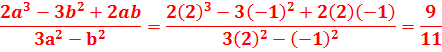 (2a³ − 3b² + 2ab)/(3a² − b²) = (2(2)³ − 3(−1)² + 2(2)(−1))/(3(2)² − (−1)²) = 9/11